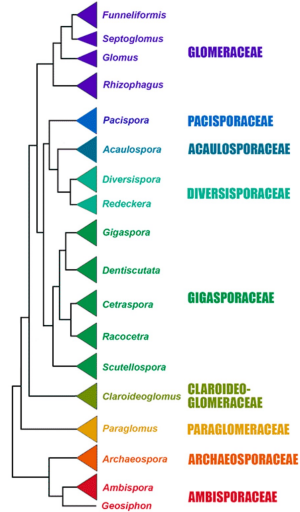 Funneliformis
Septoglomus
Glomus
GLOMERACEAE
Rhizophagus
Pacispora
PACISPORACEAE
Acaulospora
ACAULOSPORACEAE
Diversispora
DIVERSISPORACEAE
Redeckera
Gigaspora
Dentiscutata
GIGASPORACEAE
Cetraspora
Racocetra
Scutellospora
CLAROIDEO-
GLOMERACEAE
Claroideoglomus
Paraglomus
PARAGLOMERACEAE
Archaeospora
ARCHAEOSPORACEAE
Ambispora
AMBISPORACEAE
Geosiphon